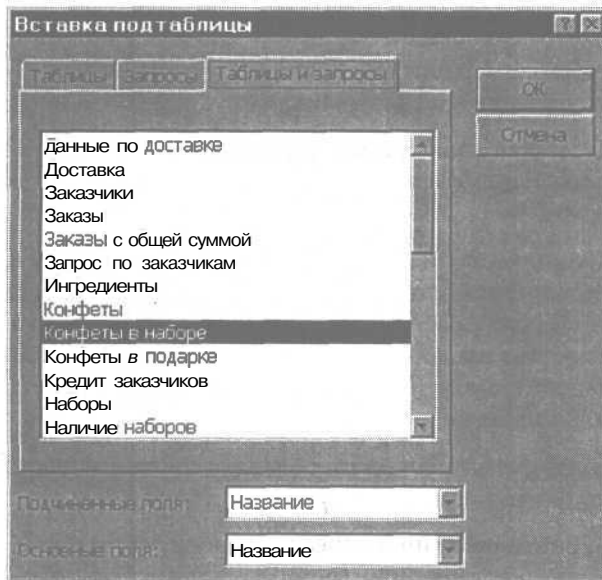 Вставка подтаблицы
Таблицы Запросы Таблицы и запросы
OK
Отмена
данные по доставке
Доставка
Заказчики
Заказы
Заказы с общей суммой
Запрос по заказчикам
Ингредиенты
Конфеты
Конфеты в наборе
Конфеты в подарке
Кредит заказчиков
Наборы
Наличие наборов
Подчиненные поля: Название
Основные поля: Название